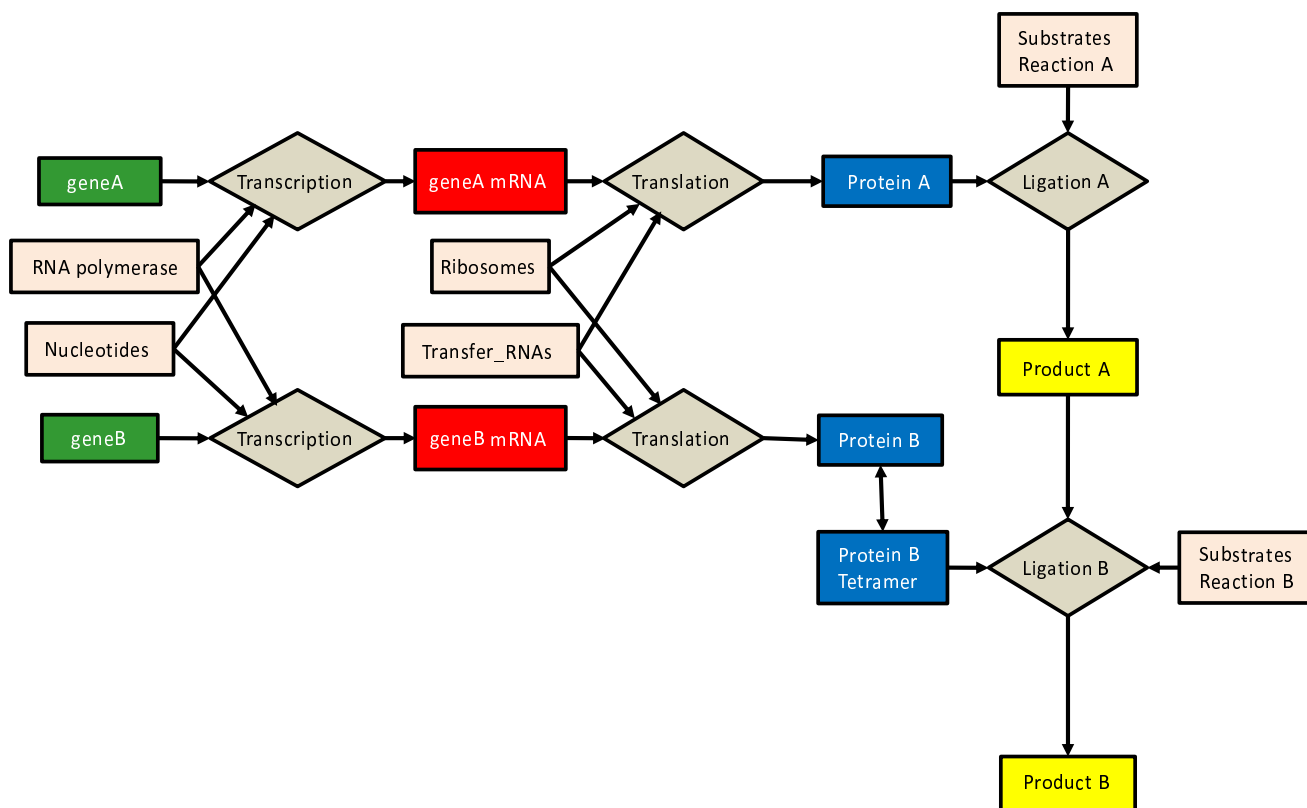 Substrates
Reaction A
geneA
Transcription
geneA mRNA
Translation
Protein A
Ligation A
RNA polymerase
Ribosomes
Nucleotides
Transfer_RNAs
Product A
geneB
Transcription
geneB mRNA
Translation
Protein B
Protein B
Tetramer
Ligation B
Substrates
Reaction B
Product B